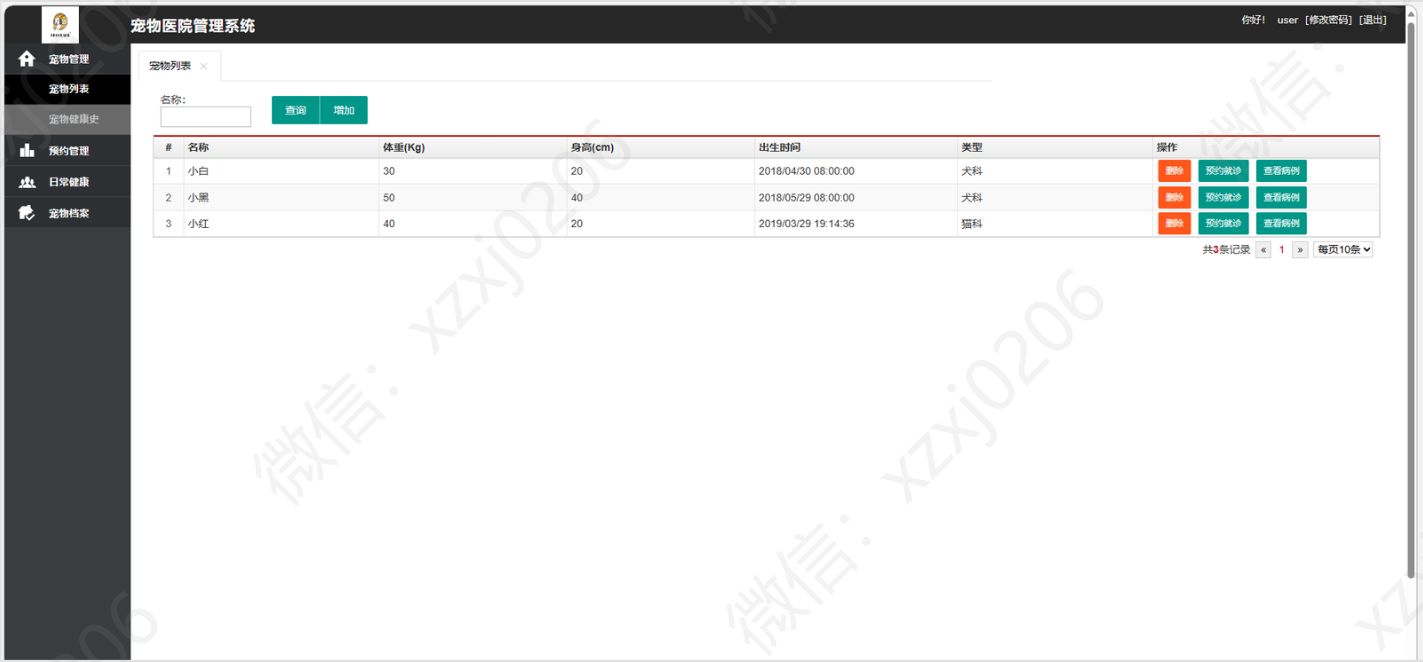 宠物医院管理系统
你好! user [修改密码] [退出]
宠物管理
宠物列表
宠物健康史
预约管理
日常健康
宠物档案
宠物列表 ×
名称:
查询 增加
# 名称 体重(Kg) 身高(cm) 出生时间 类型 操作
1 小白 30 20 2018/04/30 08:00:00 犬科 删除 预约就诊 查看病例
2 小黑 50 40 2018/05/29 08:00:00 犬科 删除 预约就诊 查看病例
3 小红 40 20 2019/03/29 19:14:36 猫科 删除 预约就诊 查看病例
共3条记录 « 1 » 每页10条
微信: xzxj0206
微信: xzxj0206
微信: